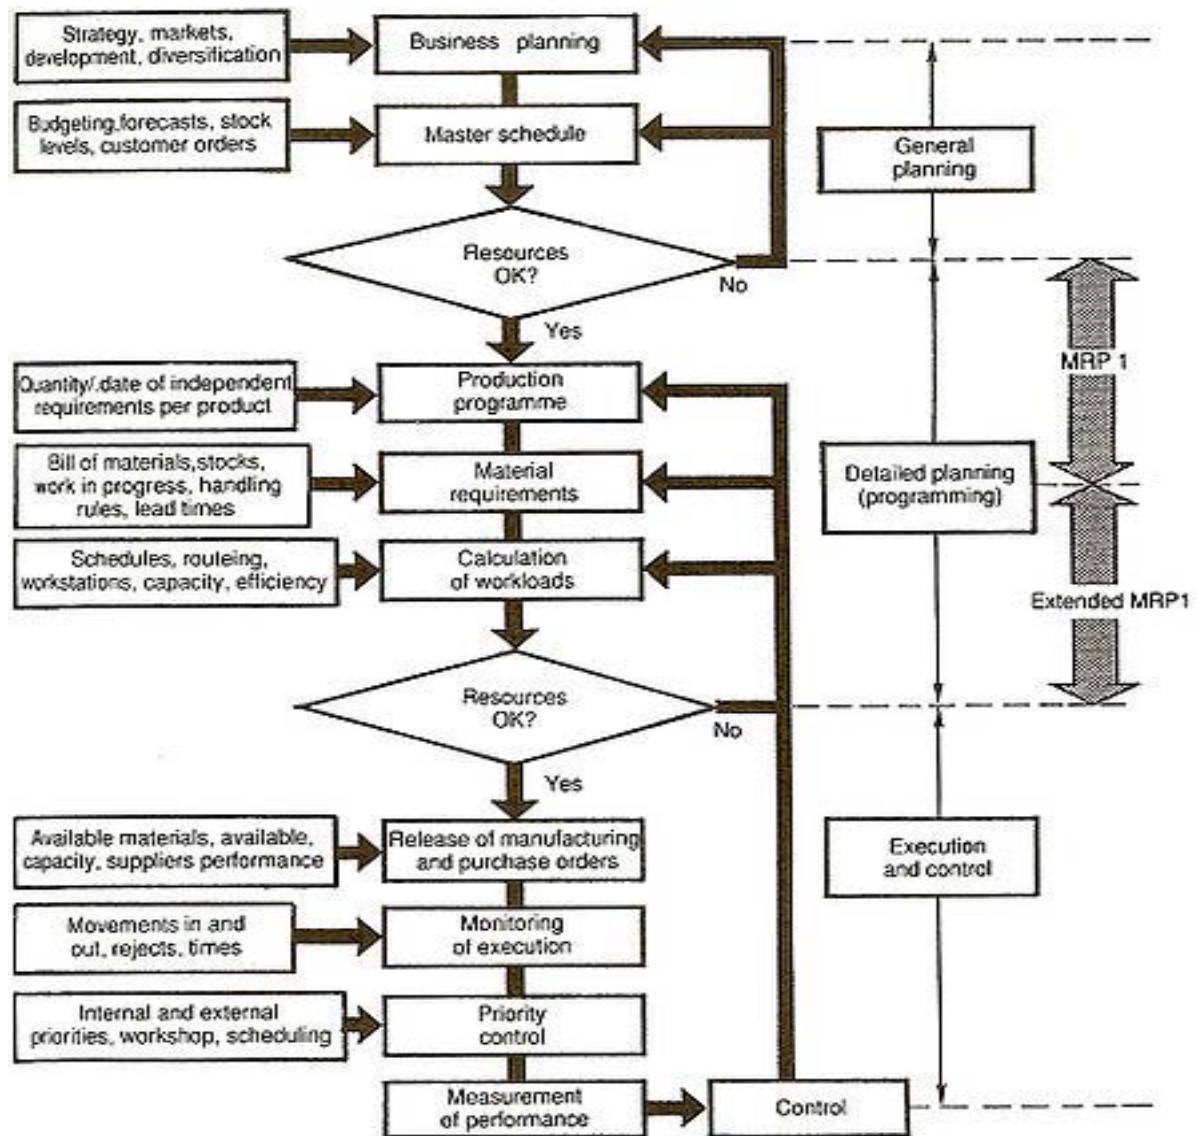 Strategy, markets,
development, diversification
Business planning
Budgeting, forecasts, stock
levels, customer orders
Master schedule
General
planning
Resources
OK?
No
Yes
MRP 1
Quantity/.date of independent
requirements per product
Production
programme
Bill of materials,stocks,
work in progress, handling
rules, lead times
Material
requirements
Detailed planning
(programming)
Schedules, routeing,
workstations, capacity, efficiency
Calculation
of workloads
Extended MRP1
Resources
OK?
No
Yes
Available materials, available,
capacity, suppliers performance
Release of manufacturing
and purchase orders
Execution
and control
Movements in and
out, rejects, times
Monitoring
of execution
Internal and external
priorities, workshop, scheduling
Priority
control
Measurement
of performance
Control